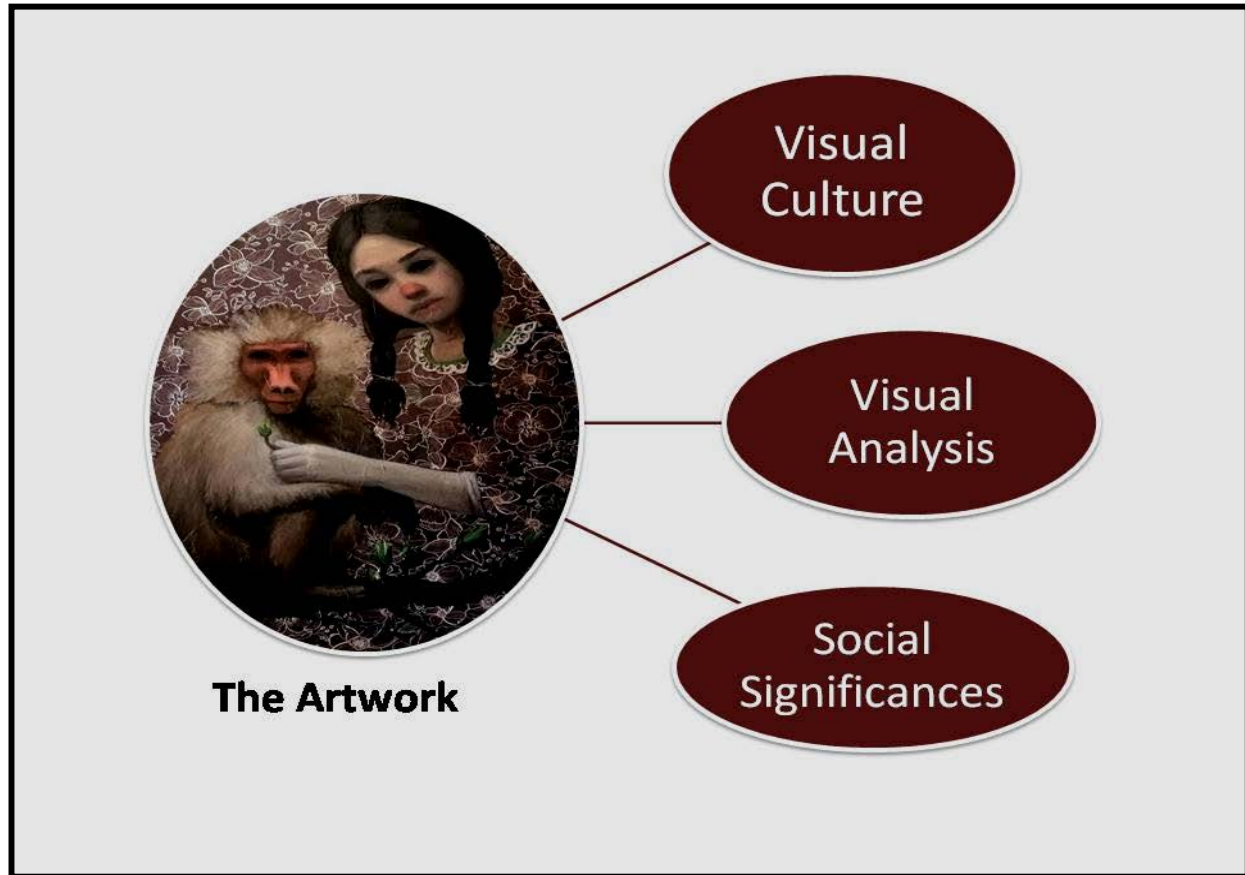 Visual
Culture
Visual
Analysis
Social
Significances
The Artwork